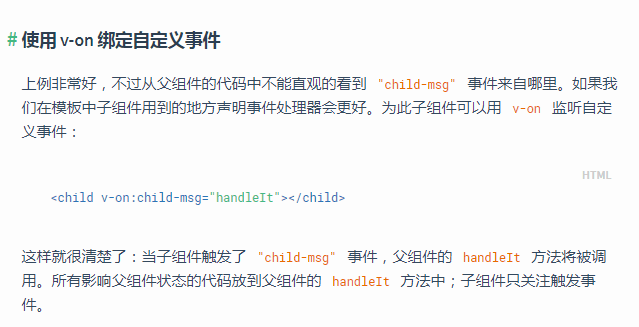 # 使用 v-on 绑定自定义事件
上例非常好，不过从父组件的代码中不能直观的看到 "child-msg" 事件来自哪里。如果我
们在模板中子组件用到的地方声明事件处理器会更好。为此子组件可以用 v-on 监听自定
义事件：
HTML
<child v-on:child-msg="handleIt"></child>
这样就很清楚了：当子组件触发了 "child-msg" 事件，父组件的 handleIt 方法将被调
用。所有影响父组件状态的代码放到父组件的 handleIt 方法中；子组件只关注触发事
件。